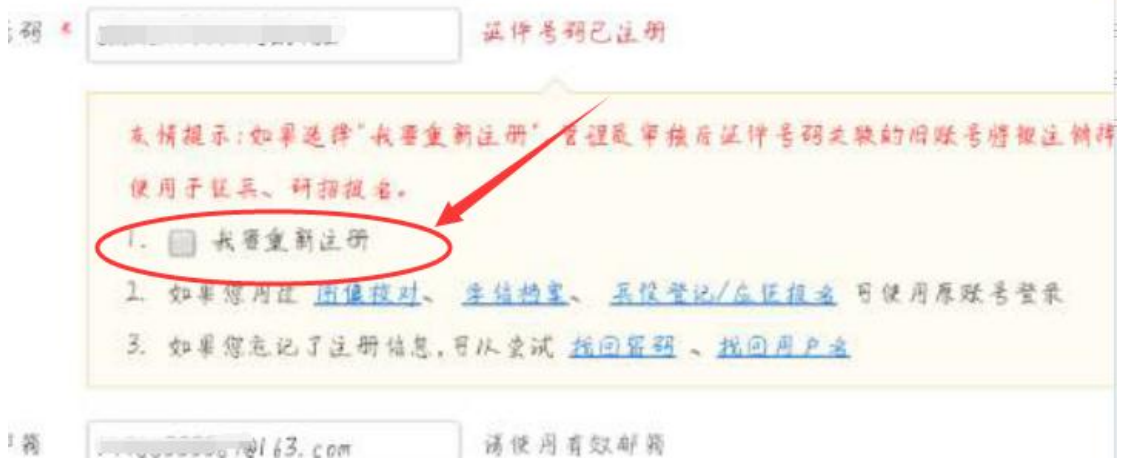 码 * 证件号码已注册
友情提示:如果选择"我要重新注册" 管理员审核后证件号码关联的旧账号将被注销掉
使用于征兵、研招报名。
1. 我要重新注册
2. 如果您用过 图像校对、 学信档案、 兵役登记/应征报名 可使用原账号登录
3. 如果您忘记了注册信息,可以尝试 找回密码 、找回用户名
邮箱 @163.com 请使用有效邮箱